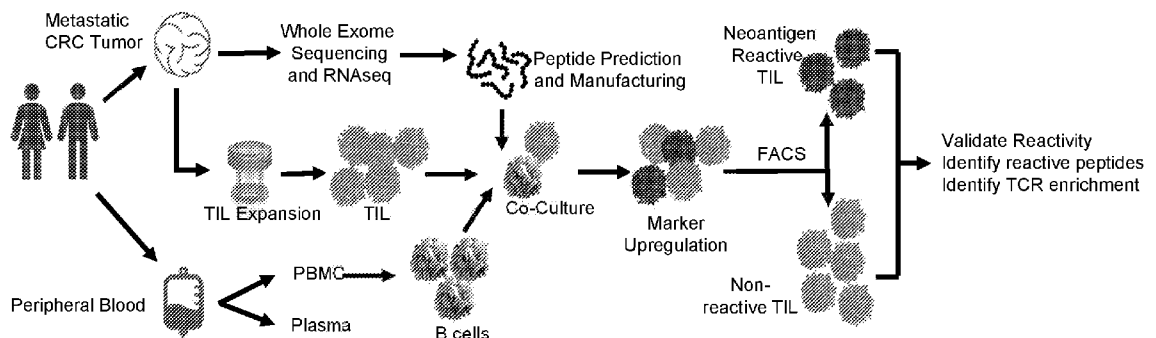 Metastatic
CRC Tumor
Whole Exome
Sequencing
and RNAseq
Peptide Prediction
and Manufacturing
Neoantigen
Reactive
TIL
TIL Expansion
TIL
Co-Culture
Marker
Upregulation
FACS
Validate Reactivity
Identify reactive peptides
Identify TCR enrichment
Peripheral Blood
PBMC
Plasma
B cells
Non-
reactive TIL